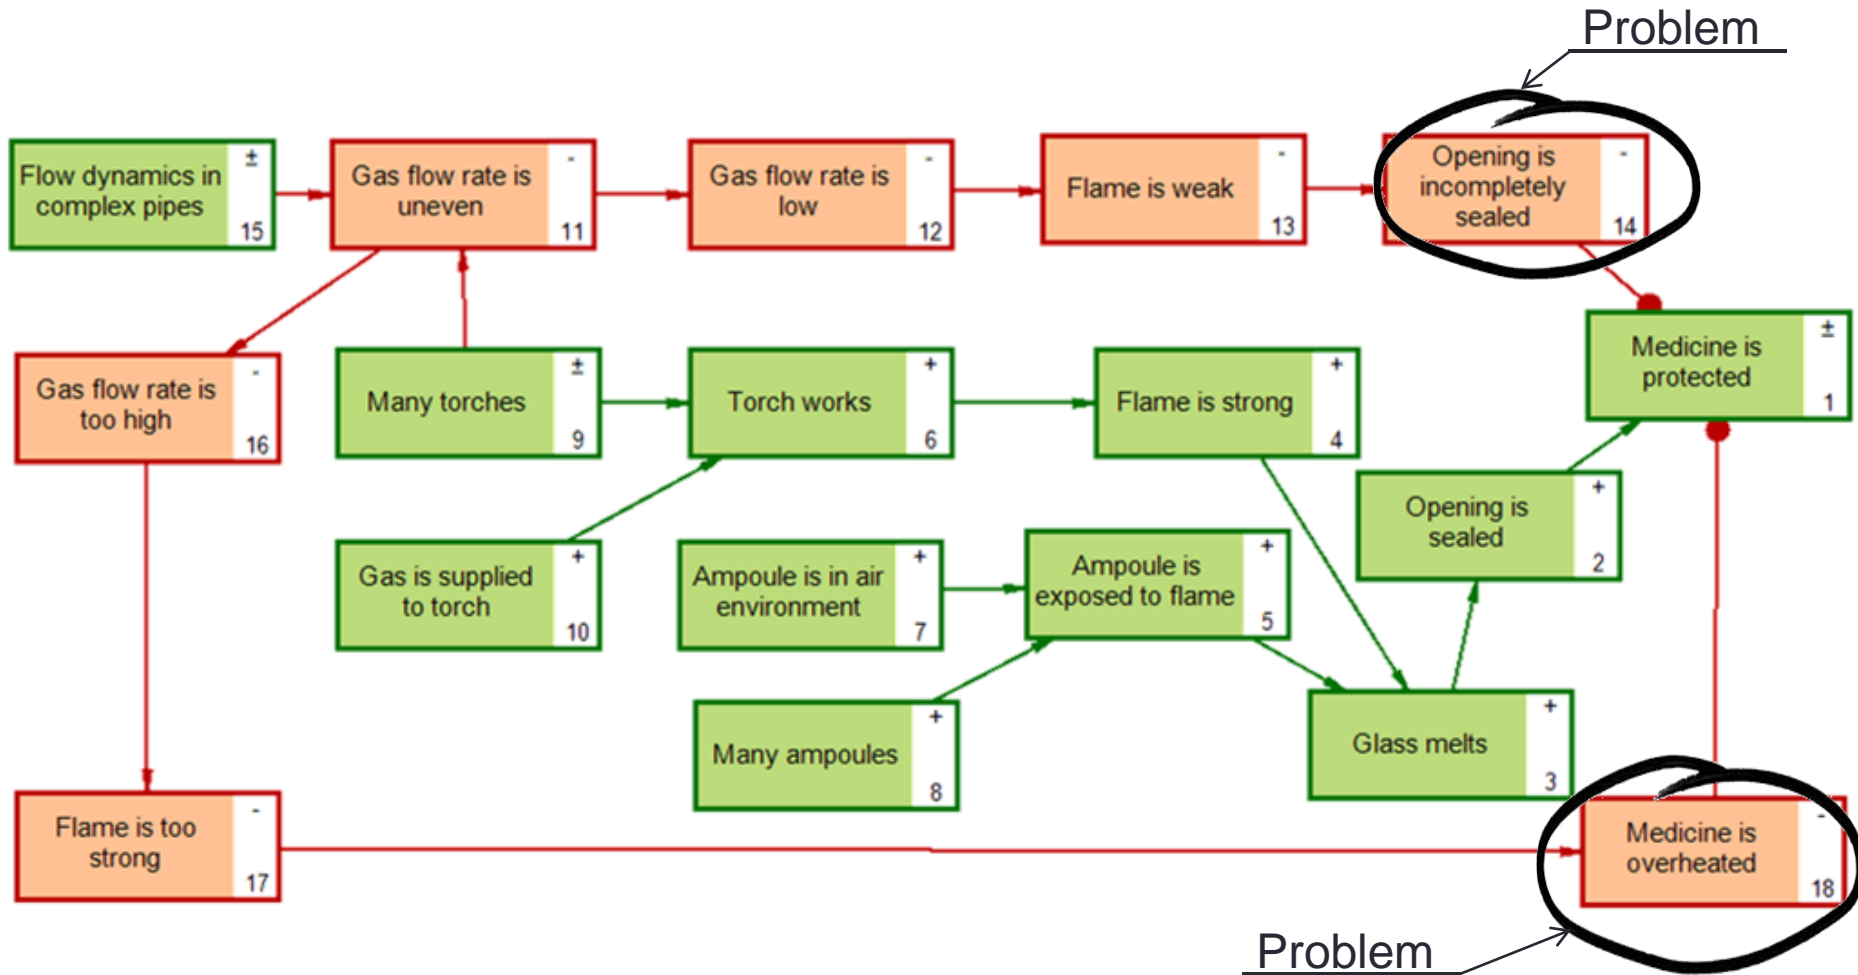 Problem
Flow dynamics in
complex pipes
±
15
Gas flow rate is
uneven
-
11
Gas flow rate is
low
-
12
Flame is weak
-
13
Opening is
incompletely
sealed
-
14
Gas flow rate is
too high
-
16
Many torches
±
9
Torch works
+
6
Flame is strong
+
4
Medicine is
protected
±
1
Opening is
sealed
+
2
Gas is supplied
to torch
+
10
Ampoule is in air
environment
+
7
Ampoule is
exposed to flame
+
5
Many ampoules
+
8
Glass melts
+
3
Flame is too
strong
-
17
Medicine is
overheated
-
18
Problem